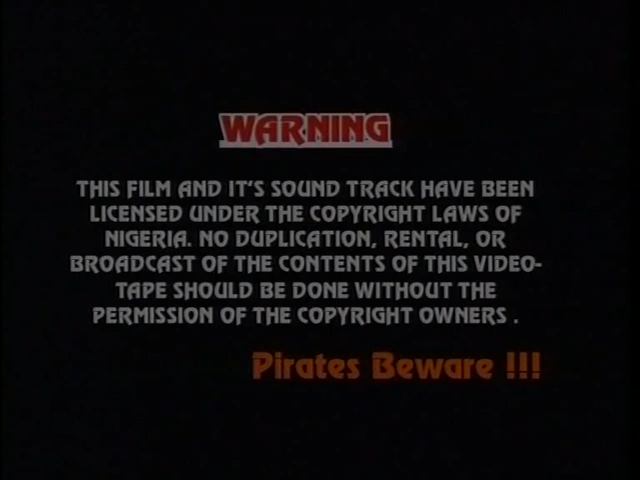 WARNING
THIS FILM AND IT'S SOUND TRACK HAVE BEEN
LICENSED UNDER THE COPYRIGHT LAWS OF
NIGERIA. NO DUPLICATION, RENTAL, OR
BROADCAST OF THE CONTENTS OF THIS VIDEO-
TAPE SHOULD BE DONE WITHOUT THE
PERMISSION OF THE COPYRIGHT OWNERS .
Pirates Beware !!!